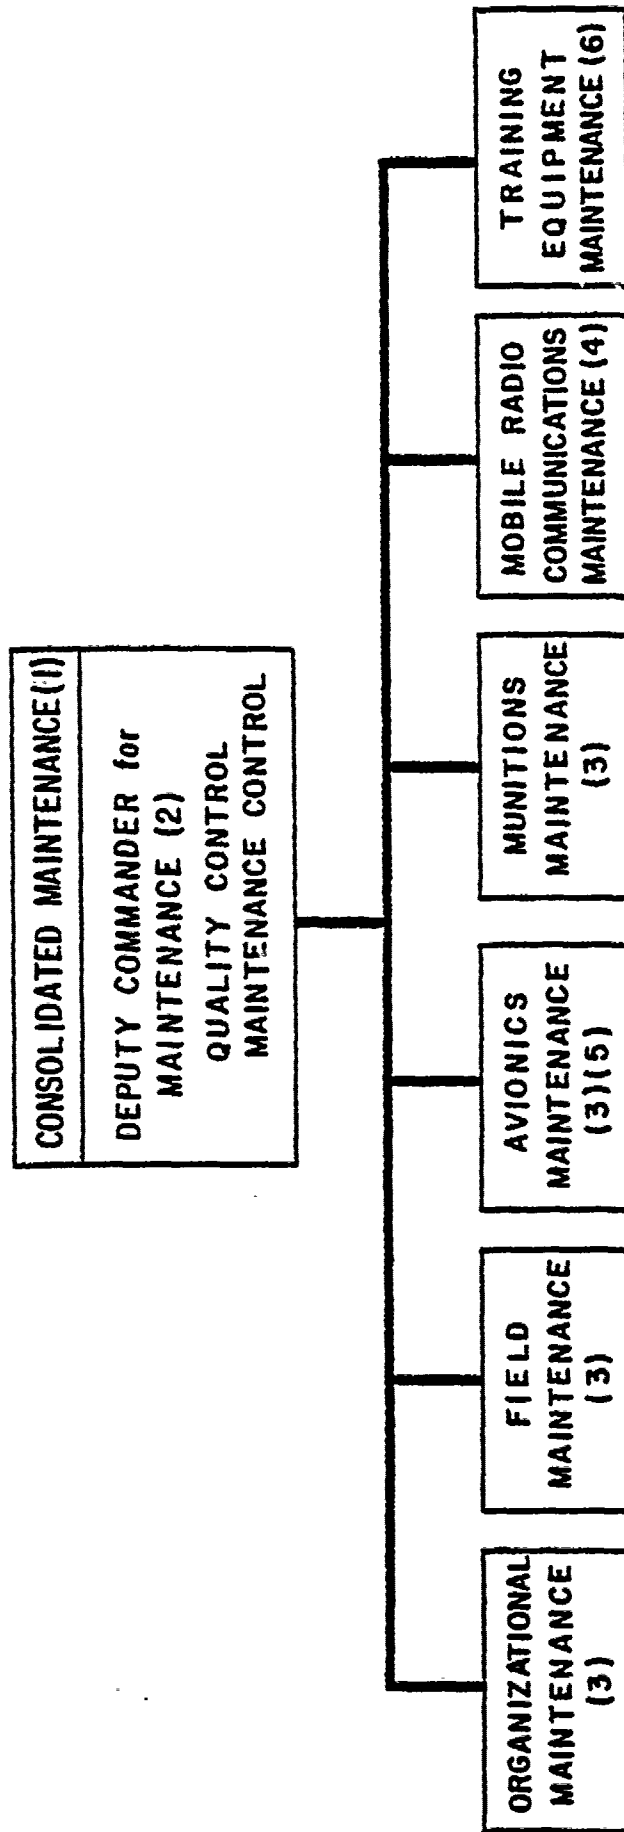 CONSOLIDATED MAINTENANCE (1)
DEPUTY COMMANDER for
MAINTENANCE (2)
QUALITY CONTROL
MAINTENANCE CONTROL
ORGANIZATIONAL
MAINTENANCE
(3)
FIELD
MAINTENANCE
(3)
AVIONICS
MAINTENANCE
(3)(5)
MUNITIONS
MAINTENANCE
(3)
MOBILE RADIO
COMMUNICATIONS
MAINTENANCE (4)
TRAINING
EQUIPMENT
MAINTENANCE (6)